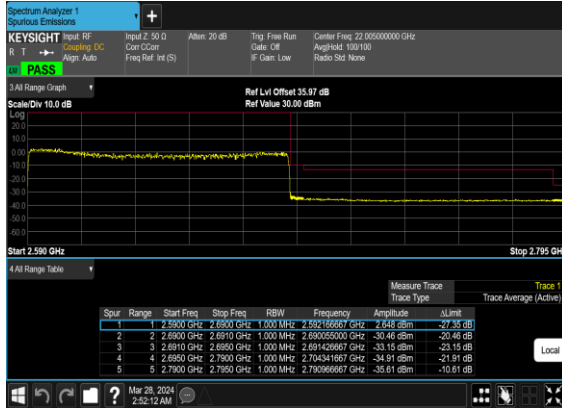 Spectrum Analyzer 1
Spurious Emissions
+
KEYSIGHT Input: RF Input Z: 50 Ω Atten: 20 dB Trig: Free Run Center Freq: 22.005000000 GHz
R T Coupling: DC Corr CCorr Gate: Off Avg|Hold: 100/100
Align: Auto Freq Ref: Int (S) IF Gain: Low Radio Std: None
PASS
3 All Range Graph
Ref Lvl Offset 35.97 dB
Scale/Div 10.0 dB Ref Value 30.00 dBm
Log
20.0
10.0
0.00
-10.0
-20.0
-30.0
-40.0
-50.0
-60.0
Start 2.590 GHz Stop 2.795 GH
4 All Range Table
Measure Trace Trace 1
Trace Type Trace Average (Active)
Spur Range Start Freq Stop Freq RBW Frequency Amplitude ΔLimit
1 1 2.5900 GHz 2.6900 GHz 1.000 MHz 2.592166667 GHz 2.648 dBm -27.35 dB
2 2 2.6900 GHz 2.6910 GHz 1.000 MHz 2.690055000 GHz -30.46 dBm -20.46 dB
3 3 2.6910 GHz 2.6950 GHz 1.000 MHz 2.691426667 GHz -33.15 dBm -23.15 dB
4 4 2.6950 GHz 2.7900 GHz 1.000 MHz 2.704341667 GHz -34.91 dBm -21.91 dB
5 5 2.7900 GHz 2.7950 GHz 1.000 MHz 2.790966667 GHz -35.61 dBm -10.61 dB
Local
?
Mar 28, 2024
2:52:12 AM